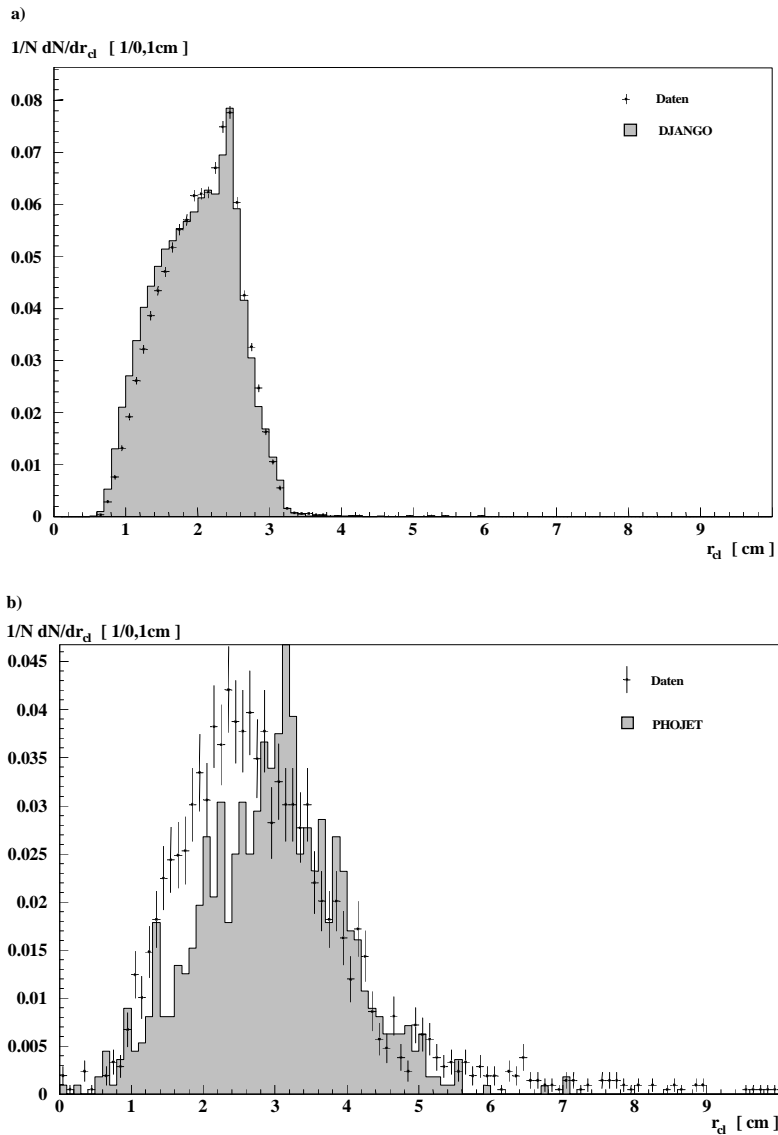 a)
1/N dN/dr_cl [ 1/0,1cm]
Daten
DJANGO
0.08
0.07
0.06
0.05
0.04
0.03
0.02
0.01
0
0 1 2 3 4 5 6 7 8 9
r_cl [ cm ]
b)
1/N dN/dr_cl [ 1/0,1cm]
Daten
PHOJET
0.045
0.04
0.035
0.03
0.025
0.02
0.015
0.01
0.005
0
0 1 2 3 4 5 6 7 8 9
r_cl [ cm ]